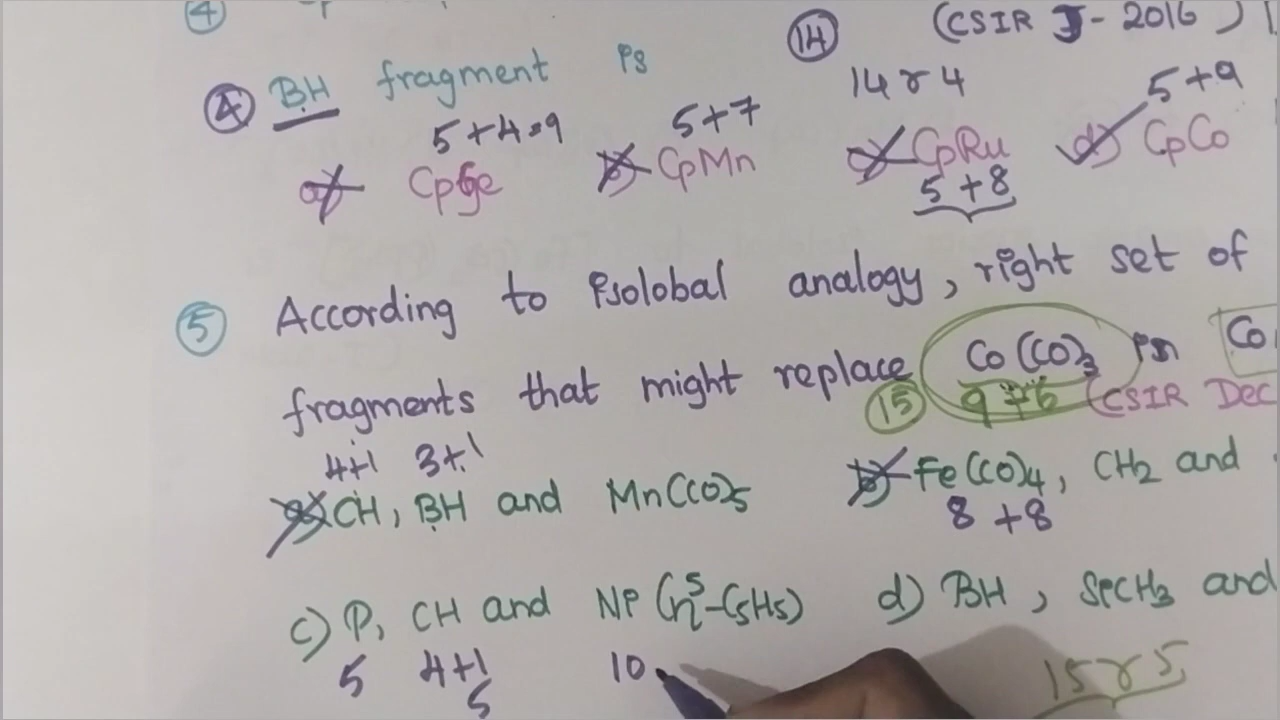 4
14 (CSIR J - 2016)
4 BH fragment is
14 or 4
5+4=9 5+7 5+9
a) CpGe b) CpMn c) CpRu d) CpCo
5+8
5 According to isolobal analogy, right set of
fragments that might replace Co(CO)3 in Co
15 9+6 (CSIR Dec
4+1 3+1
a) CH, BH and Mn(CO)5 b) Fe(CO)4, CH2 and
8+8
c) P, CH and Ni(η5-C5H5) d) BH, SiCH3 and
5 4+1 10 15 or 5
5